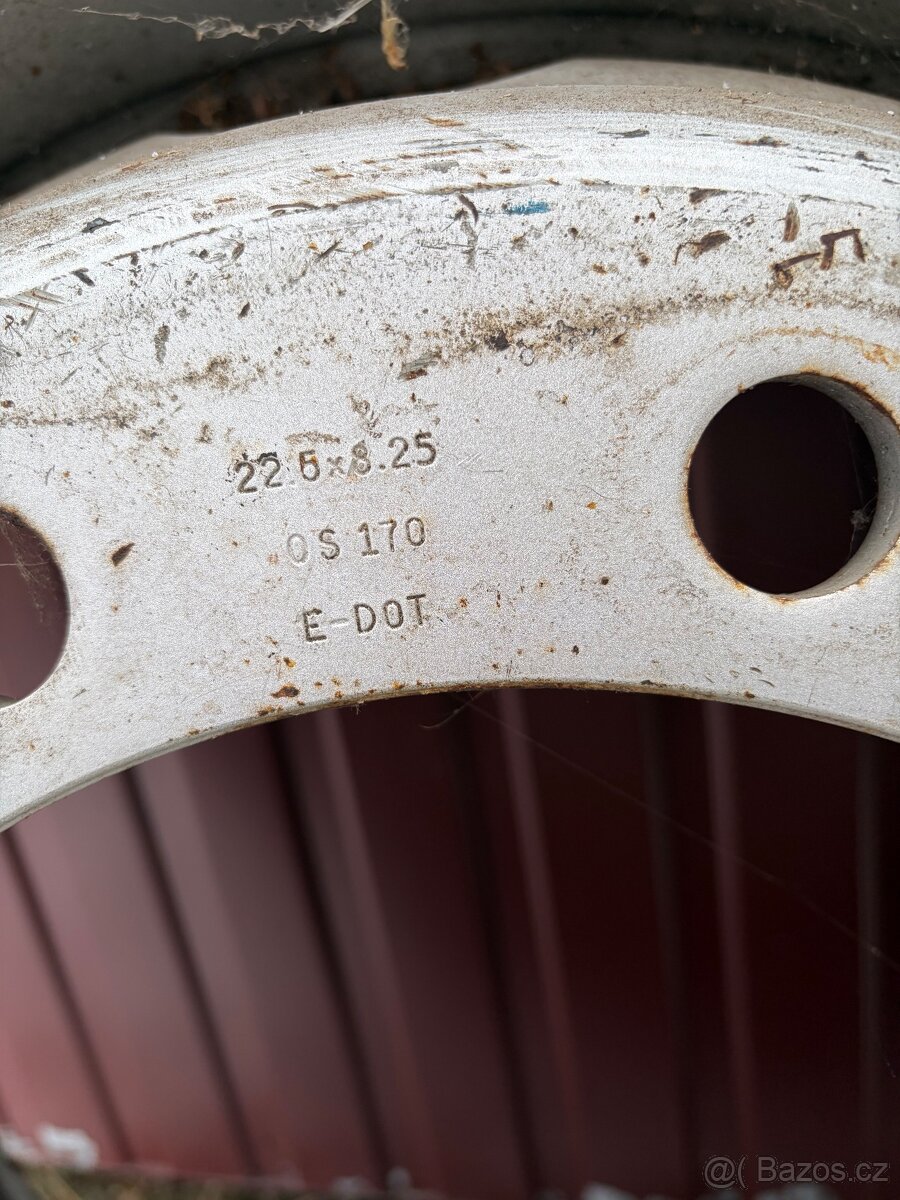 22.5x8.25
OS 170
E-DOT
@( Bazos.cz